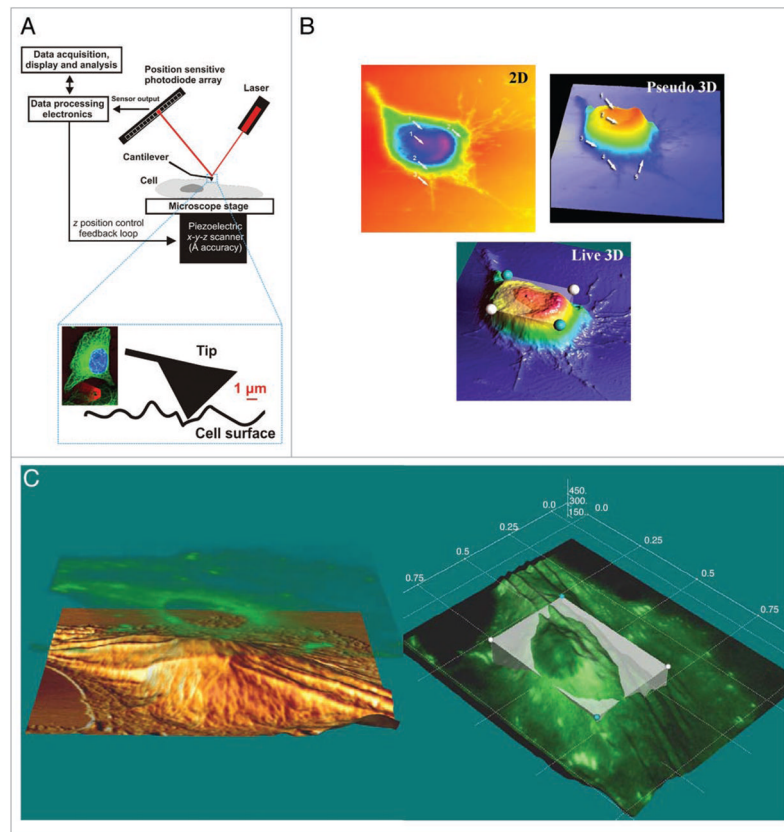 A
Data acquisition,
display and analysis
Position sensitive
photodiode array
Laser
Sensor output
Data processing
electronics
Cantilever
Cell
Microscope stage
z position control
feedback loop
Piezoelectric
x-y-z scanner
(Å accuracy)
Tip
1 μm
Cell surface
B
2D
Pseudo 3D
Live 3D
C
450.
300.
150.
0.0
0.0
0.25
0.25
0.5
0.5
0.75
0.75